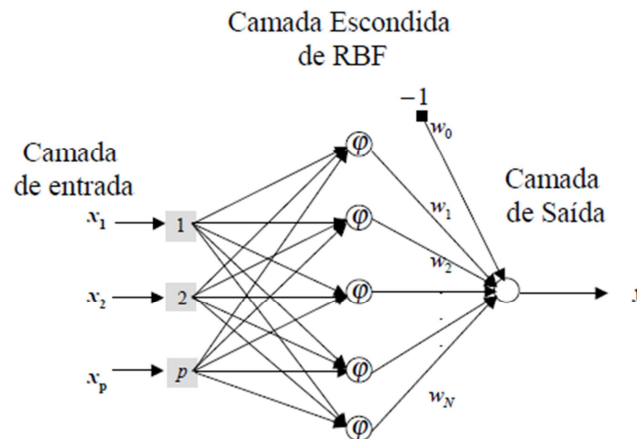 Camada Escondida
de RBF
−1
w₀
Camada
de entrada
Camada
de Saída
x₁
1
φ
w₁
φ
w₂
x₂
2
φ
xₚ
p
φ
w_N
φ